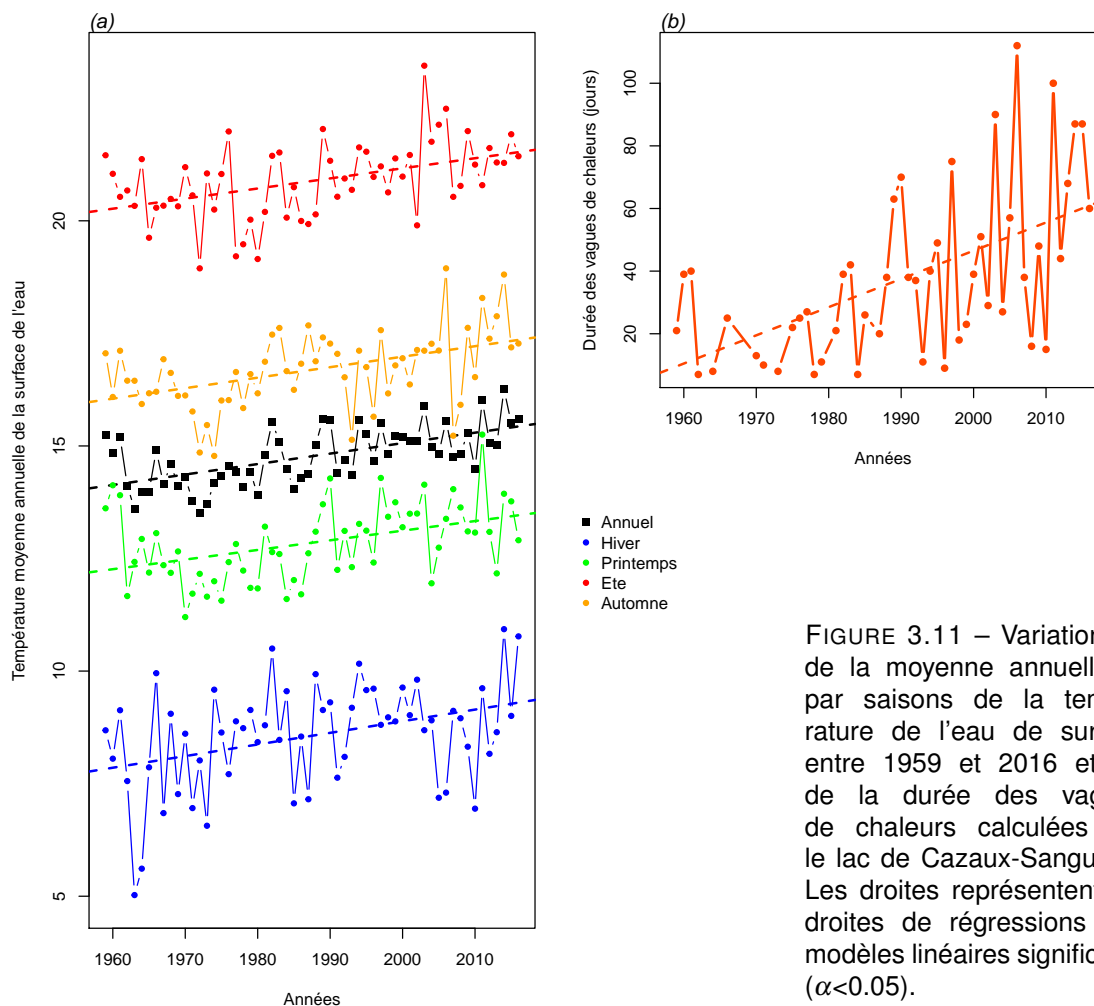 (a)
(b)
Température moyenne annuelle de la surface de l'eau
20
15
10
5
1960 1970 1980 1990 2000 2010
Années
Durée des vagues de chaleurs (jours)
100
80
60
40
20
1960 1970 1980 1990 2000 2010
Années
Annuel
Hiver
Printemps
Ete
Automne
FIGURE 3.11 – Variation
de la moyenne annuell
par saisons de la tem
rature de l'eau de sur
entre 1959 et 2016 et
de la durée des vag
de chaleurs calculées
le lac de Cazaux-Sangu
Les droites représentent
droites de régressions
modèles linéaires signific
(α<0.05).